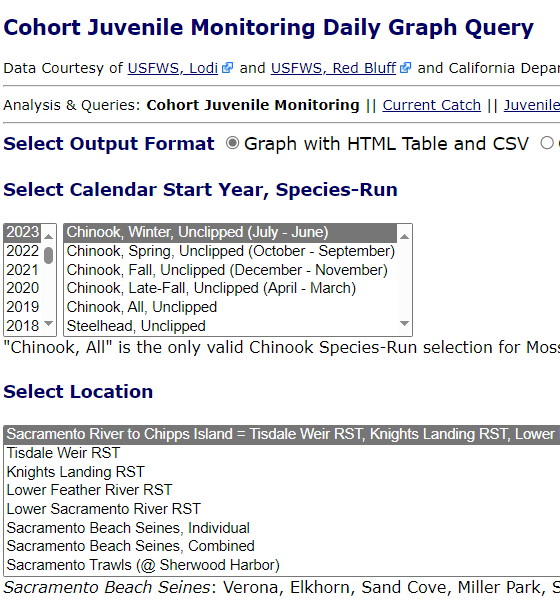 Cohort Juvenile Monitoring Daily Graph Query
Data Courtesy of USFWS, Lodi and USFWS, Red Bluff and California Depa
Analysis & Queries: Cohort Juvenile Monitoring || Current Catch || Juvenile
Select Output Format Graph with HTML Table and CSV
Select Calendar Start Year, Species-Run
2023 Chinook, Winter, Unclipped (July - June)
2022 Chinook, Spring, Unclipped (October - September)
2021 Chinook, Fall, Unclipped (December - November)
2020 Chinook, Late-Fall, Unclipped (April - March)
2019 Chinook, All, Unclipped
2018 Steelhead, Unclipped
"Chinook, All" is the only valid Chinook Species-Run selection for Moss
Select Location
Sacramento River to Chipps Island = Tisdale Weir RST, Knights Landing RST, Lower
Tisdale Weir RST
Knights Landing RST
Lower Feather River RST
Lower Sacramento River RST
Sacramento Beach Seines, Individual
Sacramento Beach Seines, Combined
Sacramento Trawls (@ Sherwood Harbor)
Sacramento Beach Seines: Verona, Elkhorn, Sand Cove, Miller Park, S